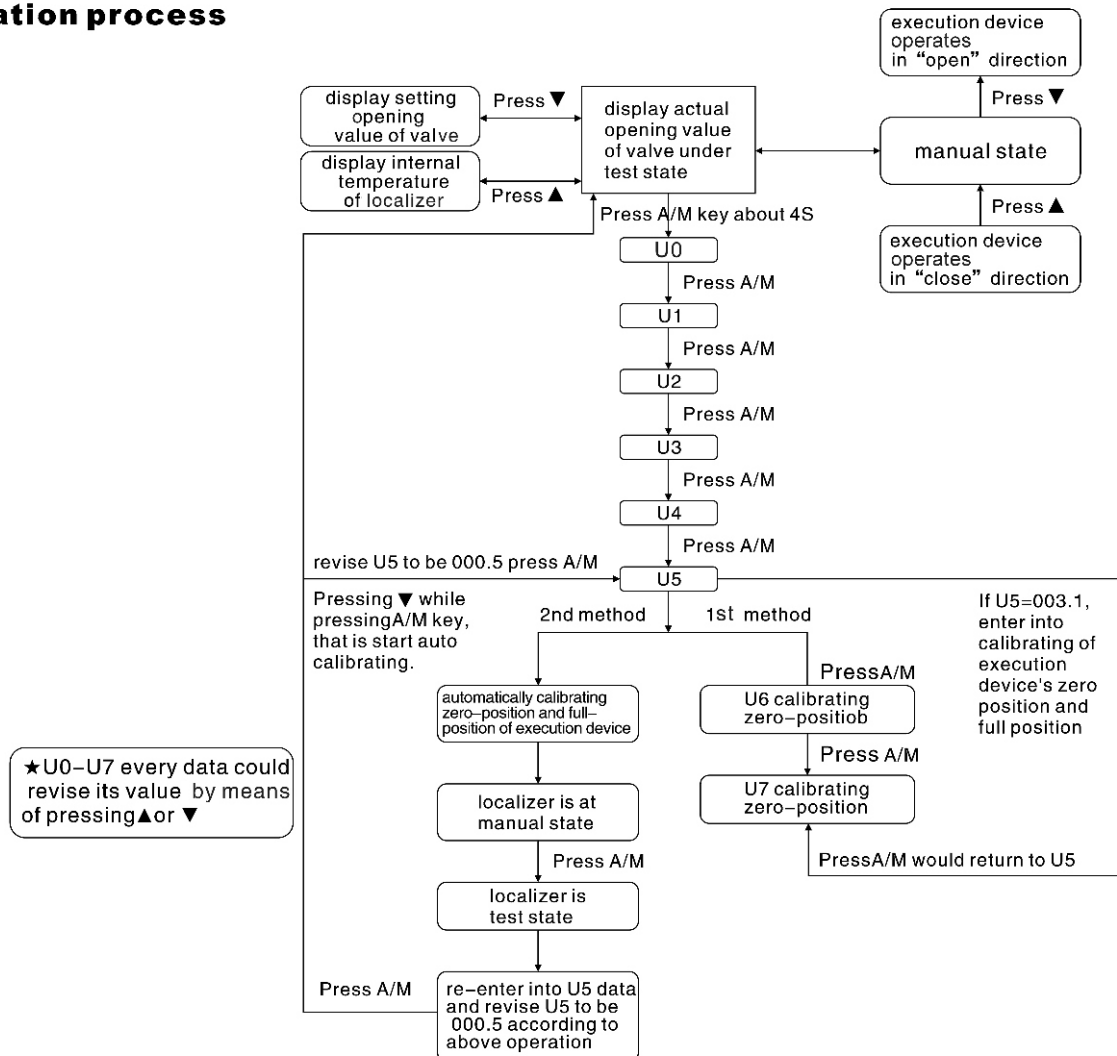 ation process
execution device
operates
in “open” direction
Press ▼
display setting
opening
value of valve
Press ▼
display actual
opening value
of valve under
test state
manual state
display internal
temperature
of localizer
Press ▲
Press ▲
Press A/M key about 4S
execution device
operates
in “close” direction
U0
Press A/M
U1
Press A/M
U2
Press A/M
U3
Press A/M
U4
Press A/M
revise U5 to be 000.5 press A/M
U5
Pressing ▼ while
pressingA/M key,
that is start auto
calibrating.
2nd method
1st method
If U5=003.1,
enter into
calibrating of
execution
device's zero
position and
full position
PressA/M
automatically calibrating
zero-position and full-
position of execution device
U6 calibrating
zero-positiob
Press A/M
★U0-U7 every data could
revise its value by means
of pressing▲or ▼
localizer is at
manual state
U7 calibrating
zero-position
Press A/M
PressA/M would return to U5
localizer is
test state
Press A/M
re-enter into U5 data
and revise U5 to be
000.5 according to
above operation